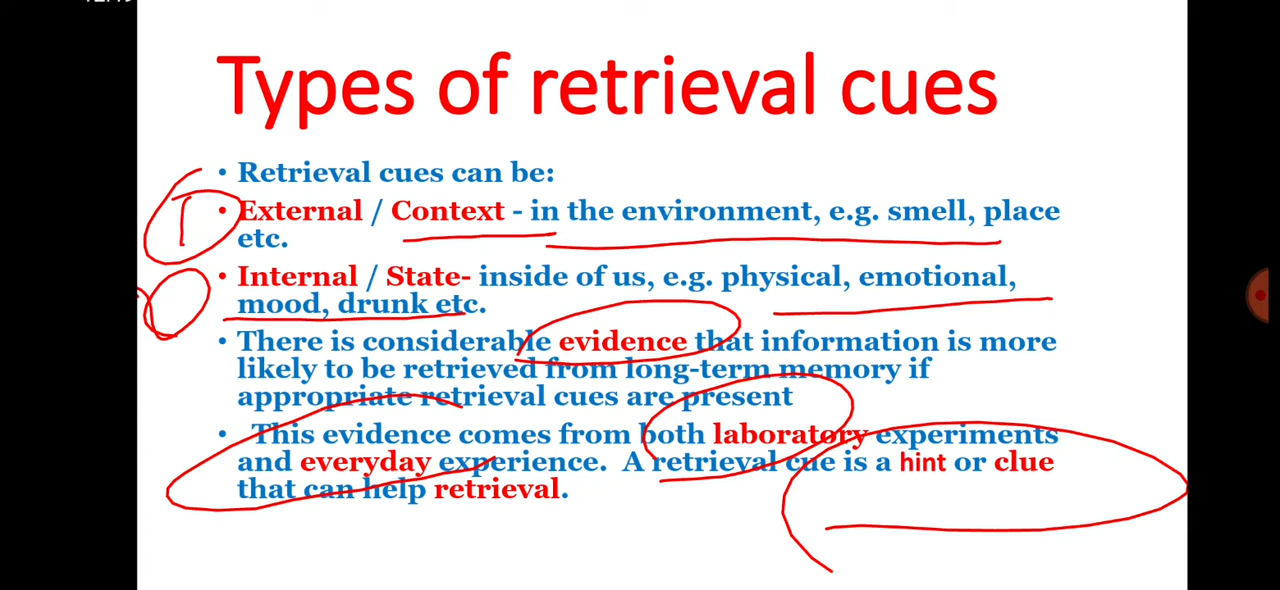 Types of retrieval cues
• Retrieval cues can be:
• External / Context - in the environment, e.g. smell, place
etc.
• Internal / State- inside of us, e.g. physical, emotional,
mood, drunk etc.
• There is considerable evidence that information is more
likely to be retrieved from long-term memory if
appropriate retrieval cues are present
• This evidence comes from both laboratory experiments
and everyday experience. A retrieval cue is a hint or clue
that can help retrieval.